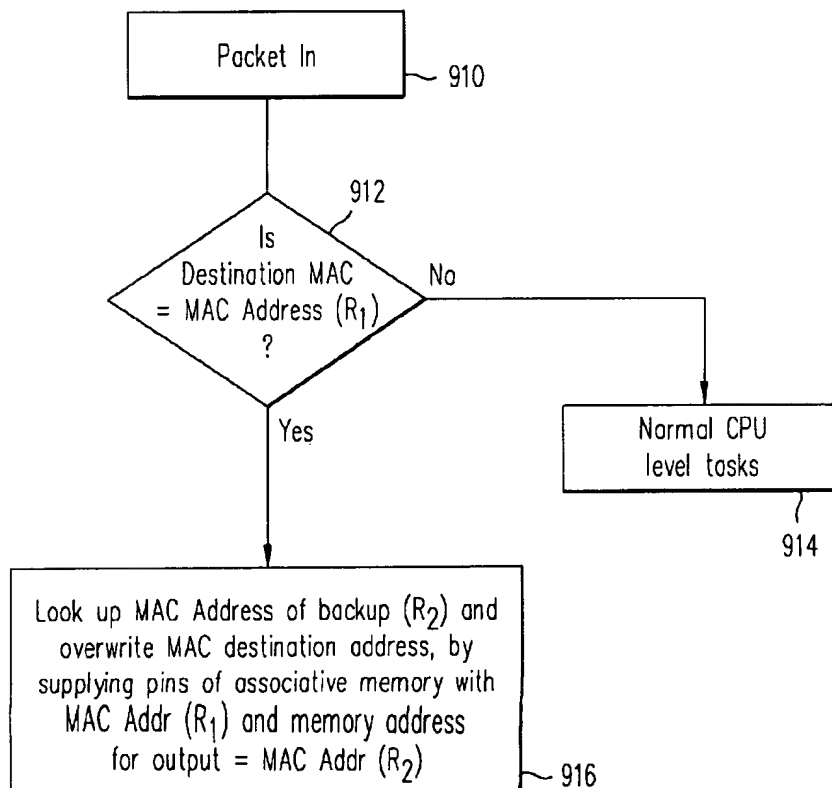 Packet In
910
912
Is
Destination MAC
= MAC Address (R1)
?
No
Yes
Normal CPU
level tasks
914
Look up MAC Address of backup (R2) and
overwrite MAC destination address, by
supplying pins of associative memory with
MAC Addr (R1) and memory address
for output = MAC Addr (R2)
916